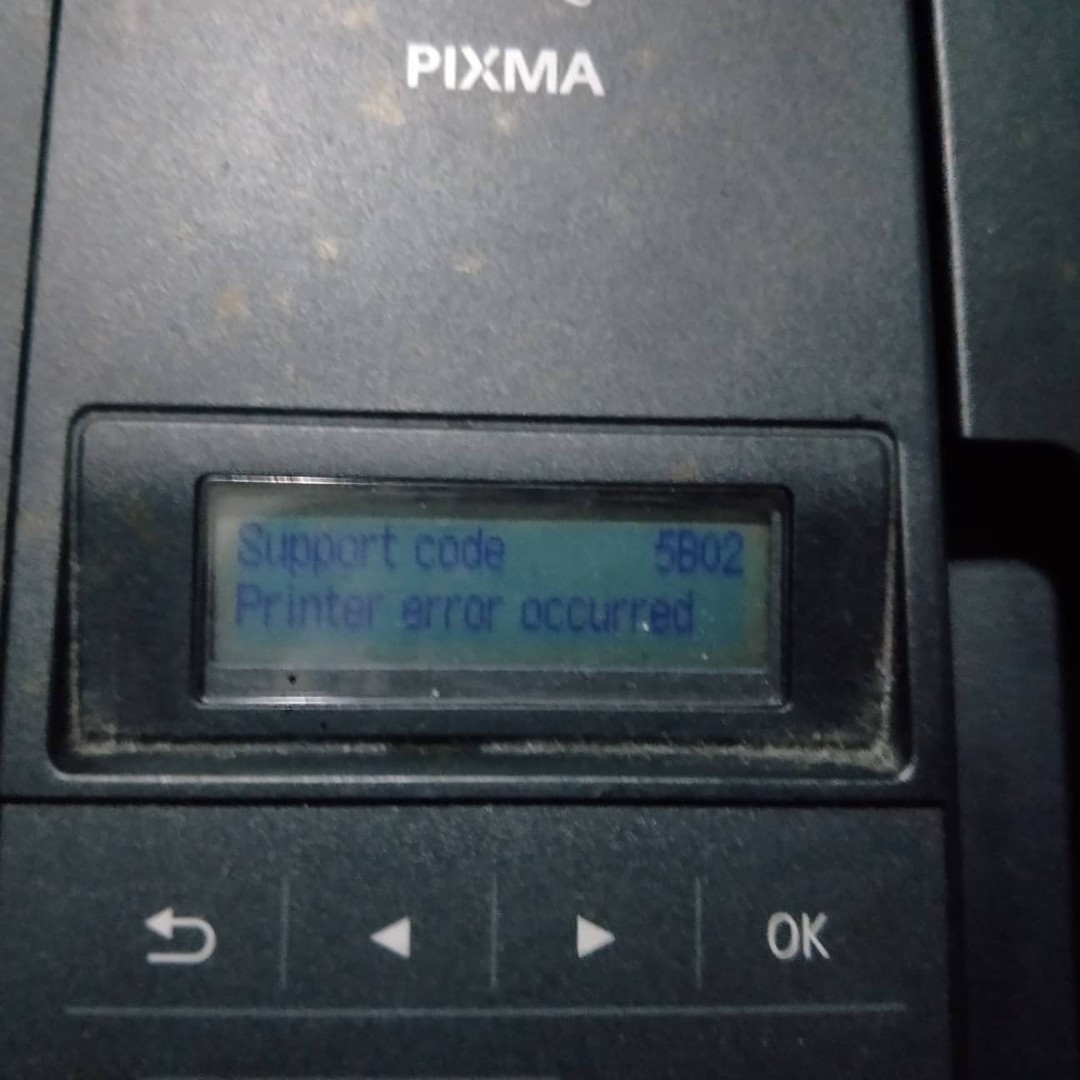 PIXMA
Support code 5B02
Printer error occurred
OK